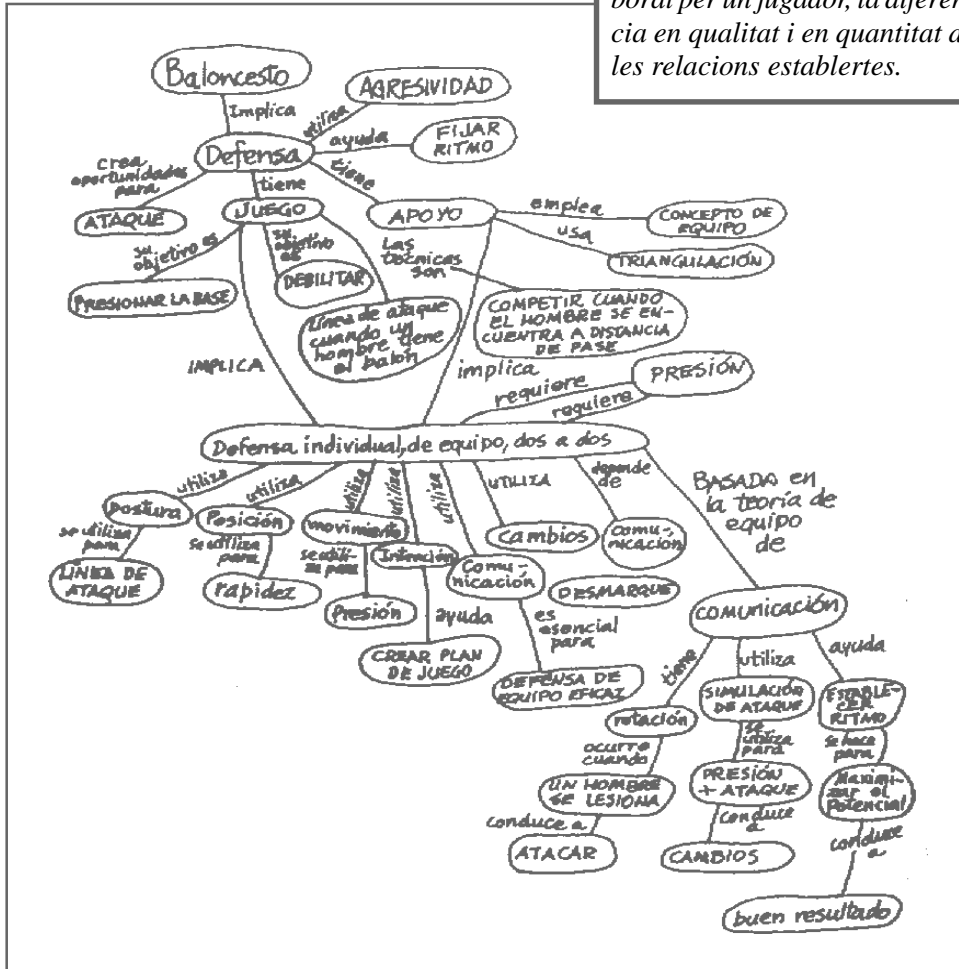 boral per un jugador, la diferèn-
cia en qualitat i en quantitat de
les relacions establertes.
Baloncesto
Implica
Defensa
utiliza
AGRESIVIDAD
ayuda
FIJAR
RITMO
tiene
APOYO
crea
oportunidades
para
ATAQUE
tiene
JUEGO
su
objetivo es
PRESIONAR LA BASE
su
objetivo
es
DEBILITAR
Línea de ataque
cuando un
hombre tiene
el balón
emplea
CONCEPTO DE
EQUIPO
usa
TRIANGULACIÓN
Las
técnicas
son
COMPETIR CUANDO
EL HOMBRE SE EN-
CUENTRA A DISTANCIA
DE PASE
IMPLICA
implica
requiere
requiere
PRESIÓN
Defensa individual, de equipo, dos a dos
utiliza
Postura
se utiliza
para
LÍNEA DE
ATAQUE
utiliza
Posición
se utiliza
para
rapidez
utiliza
movimiento
se utili-
za para
Presión
utiliza
Intención
ayuda
CREAR PLAN
DE JUEGO
utiliza
Comu-
nicación
es
esencial
para
DEFENSA DE
EQUIPO EFICAZ
UTILIZA
Cambios
depende
de
Comu-
nicación
DESMARQUE
BASADA en
la teoría de
equipo
de
COMUNICACIÓN
tiene
rotación
ocurre
cuando
UN HOMBRE
SE LESIONA
conduce a
ATACAR
utiliza
SIMULACIÓN
DE ATAQUE
se
utiliza
para
PRESIÓN
+ ATAQUE
conduce
a
CAMBIOS
ayuda
ESTABLE-
CER
RITMO
se hace
para
Maximi-
zar el
Potencial
conduce
a
buen resultado